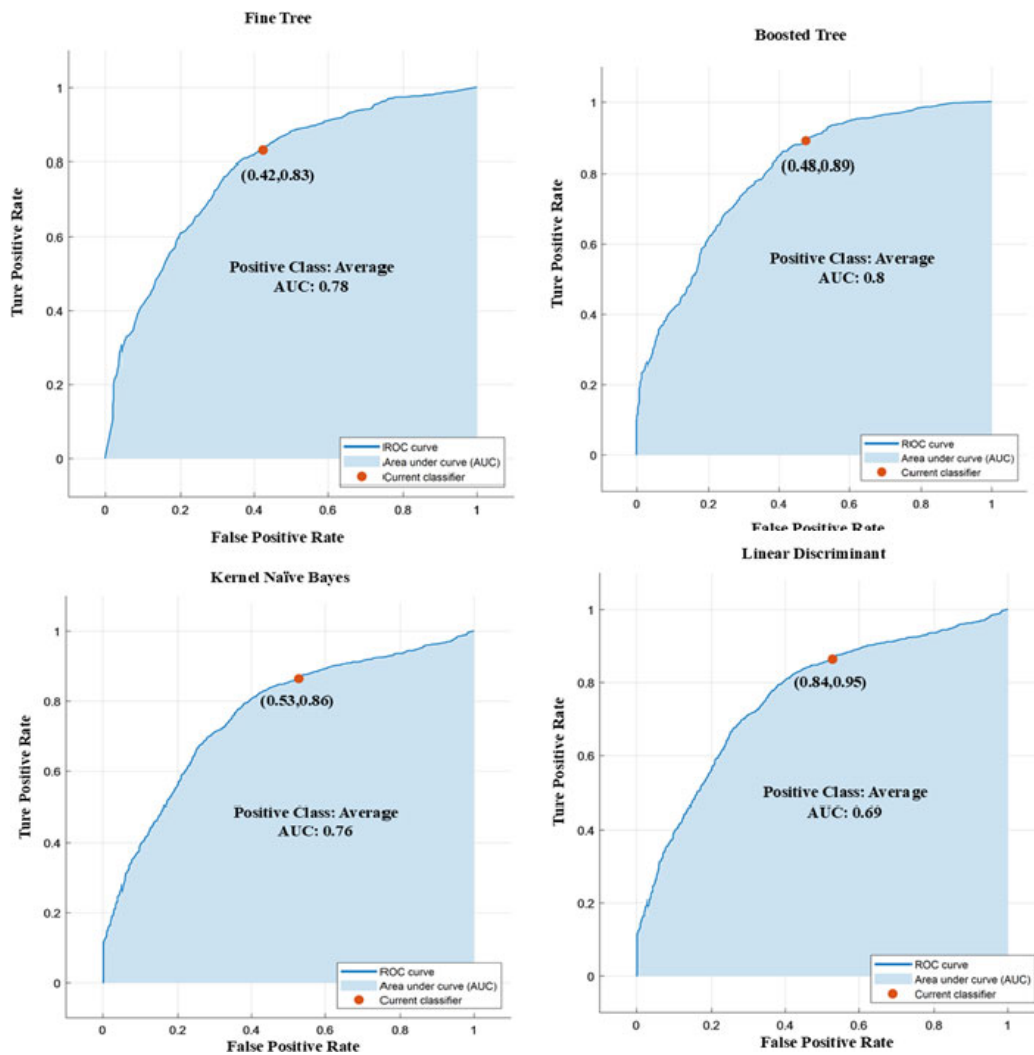 Fine Tree
Ture Positive Rate
1
0.8
0.6
0.4
0.2
0
(0.42,0.83)
Positive Class: Average
AUC: 0.78
ROC curve
Area under curve (AUC)
Current classifier
0
0.2
0.4
0.6
0.8
1
False Positive Rate
Boosted Tree
Ture Positive Rate
1
0.8
0.6
0.4
0.2
0
(0.48,0.89)
Positive Class: Average
AUC: 0.8
ROC curve
Area under curve (AUC)
Current classifier
0
0.2
0.4
0.6
0.8
1
False Positive Rate
Kernel Naïve Bayes
Ture Positive Rate
1
0.8
0.6
0.4
0.2
0
(0.53,0.86)
Positive Class: Average
AUC: 0.76
ROC curve
Area under curve (AUC)
Current classifier
0
0.2
0.4
0.6
0.8
1
False Positive Rate
Linear Discriminant
Ture Positive Rate
1
0.8
0.6
0.4
0.2
0
(0.84,0.95)
Positive Class: Average
AUC: 0.69
ROC curve
Area under curve (AUC)
Current classifier
0
0.2
0.4
0.6
0.8
1
False Positive Rate